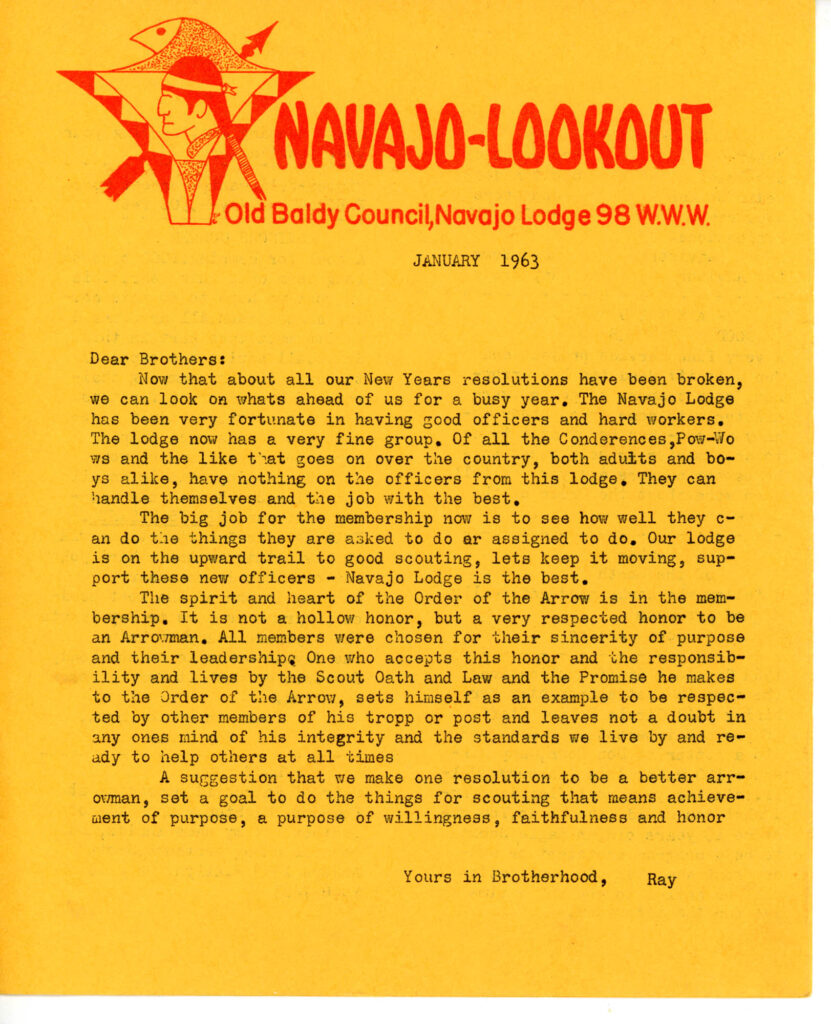 NAVAJO-LOOKOUT
Old Baldy Council, Navajo Lodge 98 W.W.W.
JANUARY 1963
Dear Brothers:
Now that about all our New Years resolutions have been broken,
we can look on whats ahead of us for a busy year. The Navajo Lodge
has been very fortunate in having good officers and hard workers.
The lodge now has a very fine group. Of all the Conderences,Pow-Wo
ws and the like that goes on over the country, both adults and bo-
ys alike, have nothing on the officers from this lodge. They can
handle themselves and the job with the best.
The big job for the membership now is to see how well they c-
an do the things they are asked to do or assigned to do. Our lodge
is on the upward trail to good scouting, lets keep it moving, sup-
port these new officers - Navajo Lodge is the best.
The spirit and heart of the Order of the Arrow is in the mem-
bership. It is not a hollow honor, but a very respected honor to be
an Arrowman. All members were chosen for their sincerity of purpose
and their leadership. One who accepts this honor and the responsib-
ility and lives by the Scout Oath and Law and the Promise he makes
to the Order of the Arrow, sets himself as an example to be respec-
ted by other members of his tropp or post and leaves not a doubt in
any ones mind of his integrity and the standards we live by and re-
ady to help others at all times
A suggestion that we make one resolution to be a better arr-
owman, set a goal to do the things for scouting that means achieve-
ment of purpose, a purpose of willingness, faithfulness and honor
Yours in Brotherhood, Ray